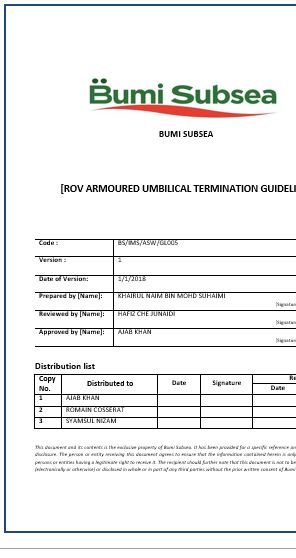 Bumi Subsea
BUMI SUBSEA
[ROV ARMOURED UMBILICAL TERMINATION GUIDELI
Code : BS/IMS/ASW/GL005
Version : 1
Date of Version: 1/1/2018
Prepared by [Name]: KHAIRUL NAIM BIN MOHD SUHAIMI
[Signatur
Reviewed by [Name]: HAFIZ CHE JUNAIDI
[Signatur
Approved by [Name]: AJAB KHAN
[Signatur
Distribution list
Copy No. Distributed to Date Signature Re
Date
1 AJAB KHAN
2 ROMAIN COSSERAT
3 SYAMSUL NIZAM
This document and its contents is the exclusive property of Bumi Subsea. It has been provided for a specific reference an
disclosure. The person or entity receiving this document agrees to ensure that the information contained herein is only
persons or entities having a legitimate right to receive it. The recipient should further note that this document is not to be
(electronically or otherwise) or disclosed in whole or in part of any third parties without the prior written consent of Bumi